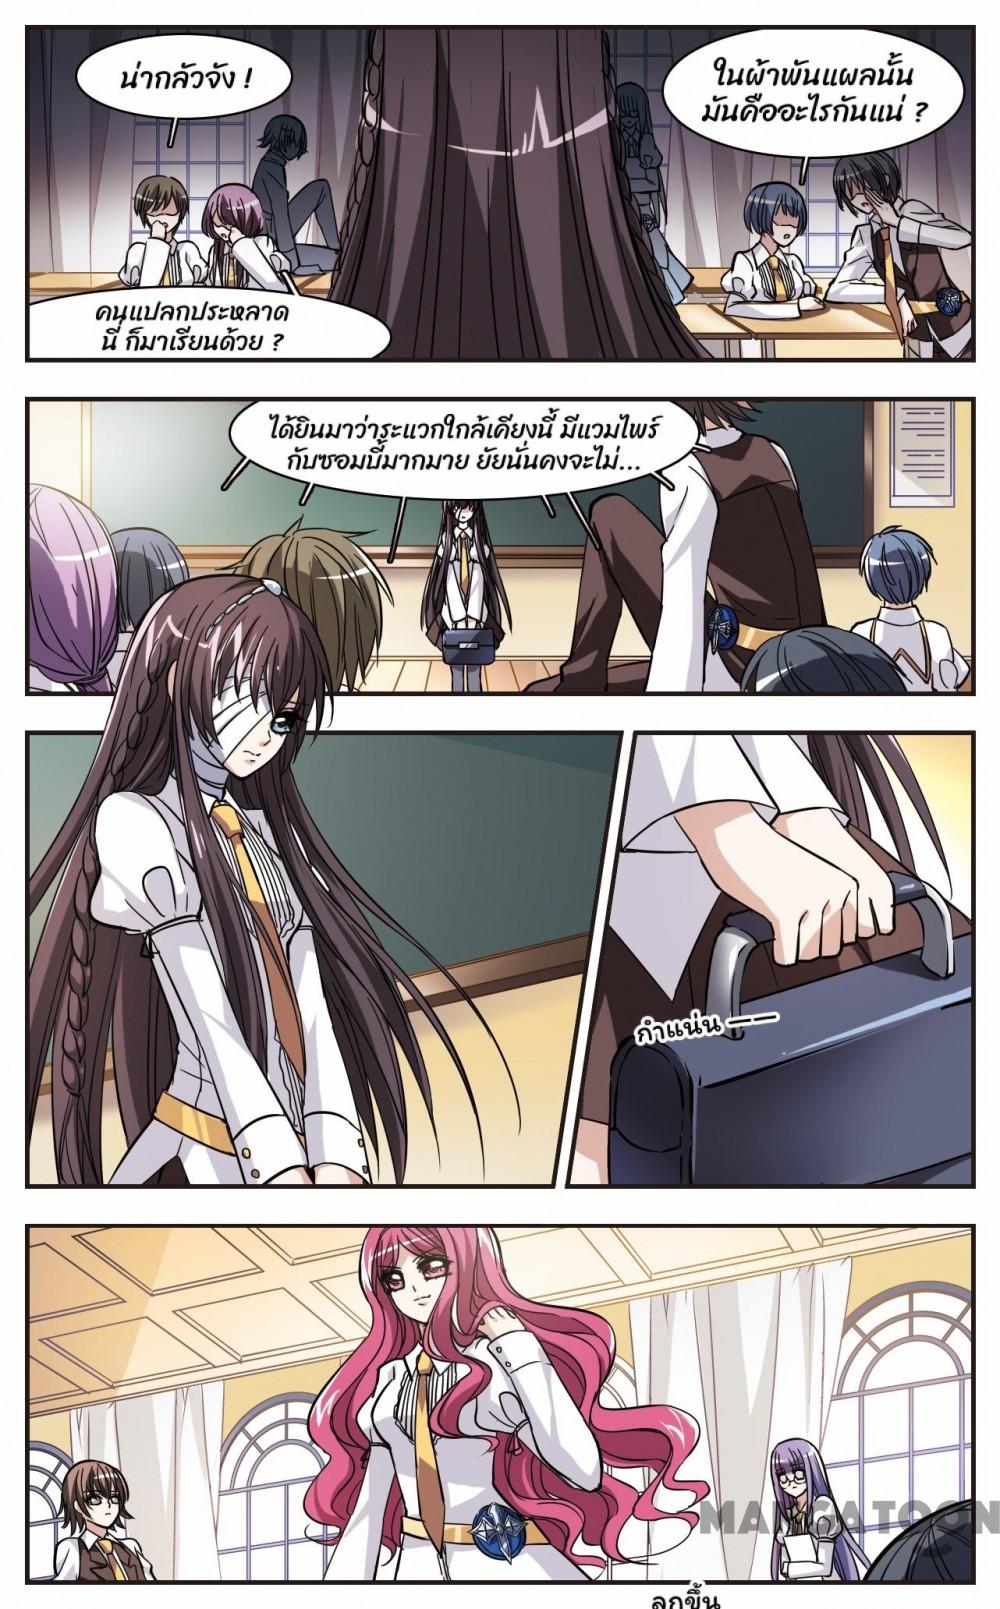 น่ากลัวจัง !
ในผ้าพันแผลนั้น
มันคืออะไรกันแน่ ?
คนแปลกประหลาด
นี้ ก็มาเรียนด้วย ?
ได้ยินมาว่าระแวกใกล้เคียงนี้ มีแวมไพร์
กับซอมบี้มากมาย ยัยนั่นคงจะไม่...
กำแน่น ——
MANGATOON
ลุกขึ้น